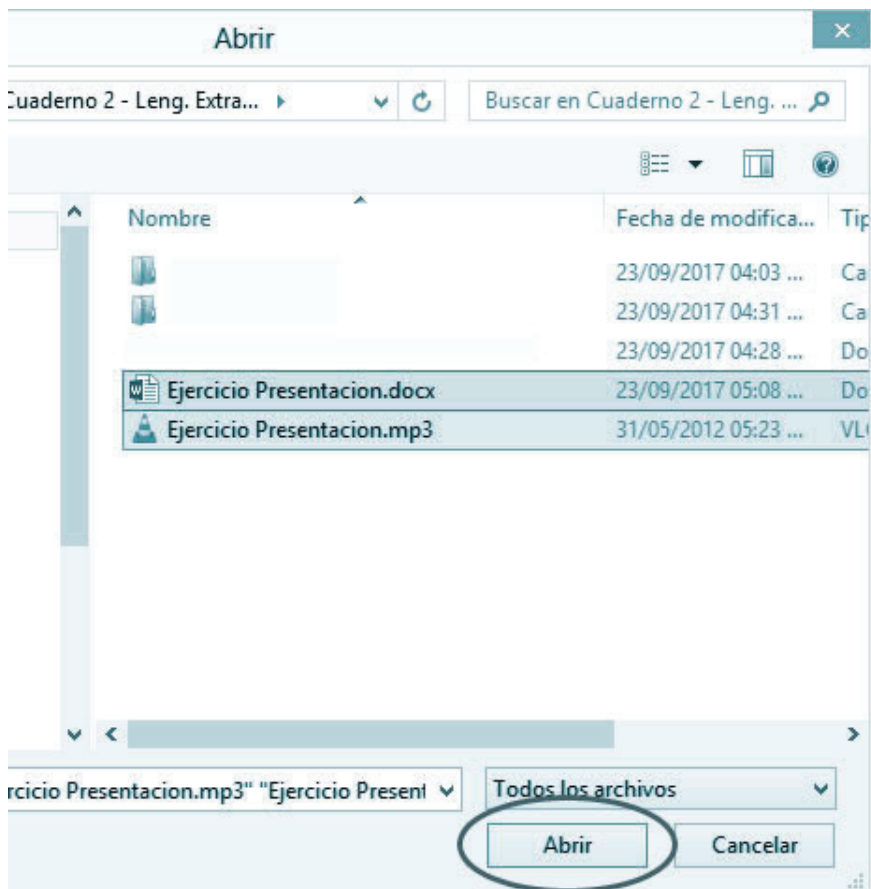 Abrir
Cuaderno 2 - Leng. Extra...
Buscar en Cuaderno 2 - Leng. ...
Nombre Fecha de modifica... Tip
23/09/2017 04:03 ... Ca
23/09/2017 04:31 ... Ca
23/09/2017 04:28 ... Do
Ejercicio Presentacion.docx 23/09/2017 05:08 ... Do
Ejercicio Presentacion.mp3 31/05/2012 05:23 ... VL
rcicio Presentacion.mp3" "Ejercicio Present Todos los archivos
Abrir Cancelar